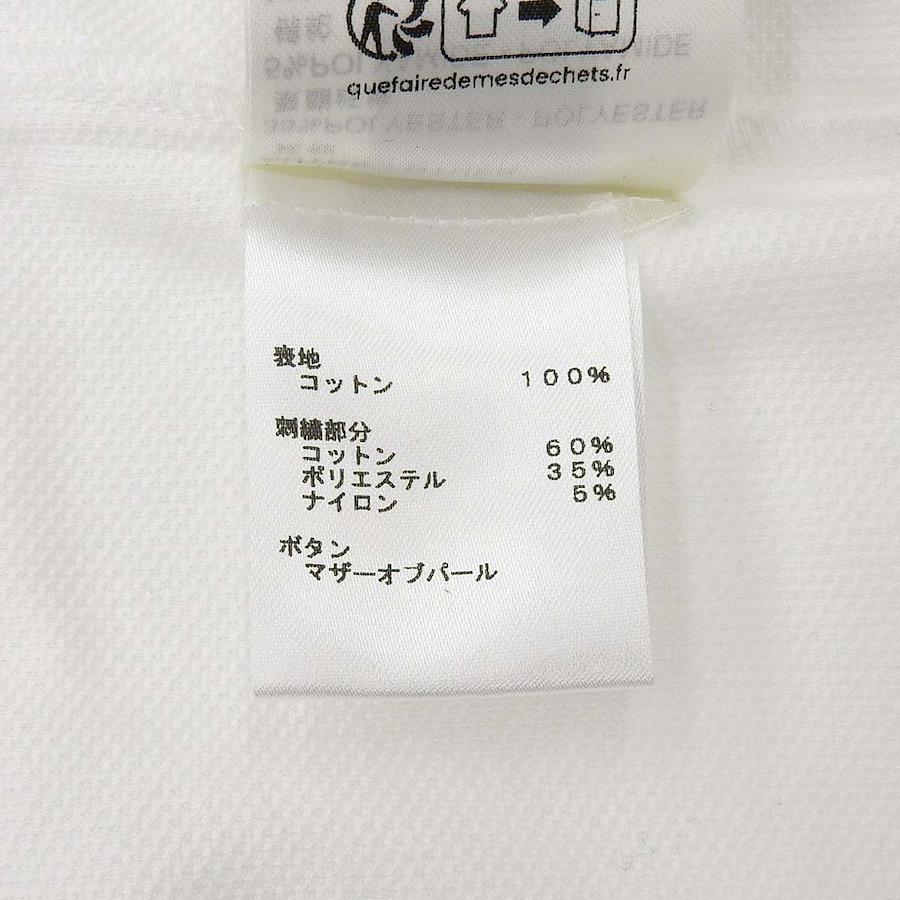 quefairedemesdechets.fr
表地
コットン 100%
刺繍部分
コットン 60%
ポリエステル 35%
ナイロン 5%
ボタン
マザーオブパール